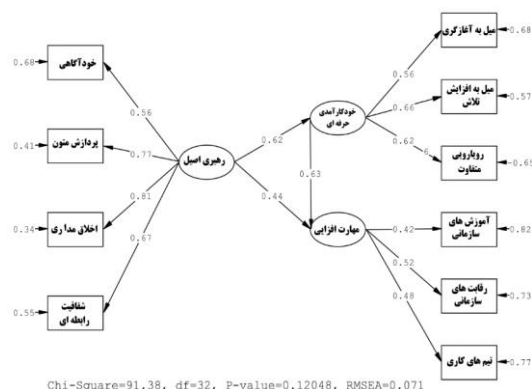 0.68 خودآگاهی 0.56
0.41 پردازش متون 0.77
0.34 اخلاق مداری 0.81
0.55 شفافیت
رابطه ای 0.67
رهبری اصیل
0.62
0.44
خودکارآمدی
حرفه ای
0.63
مهارت افزایی
0.56 میل به آغازگری 0.68
0.66 میل به افزایش
تلاش 0.57
0.62 رویارویی
متفاوت 0.65
0.42 آموزش های
سازمانی 0.82
0.52 رقابت های
سازمانی 0.73
0.48 تیم های کاری 0.77
Chi-Square=91.38, df=32, P-value=0.12048, RMSEA=0.071